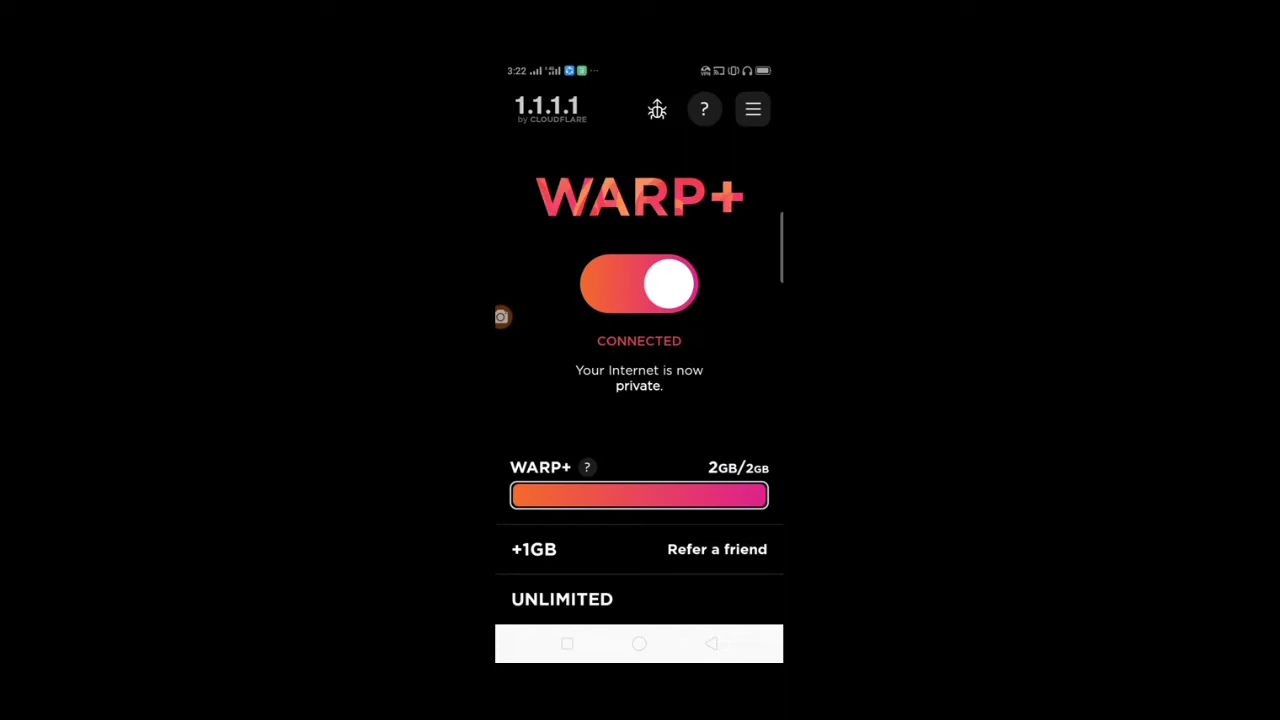 3:22
1.1.1.1
by CLOUDFLARE
?
WARP+
CONNECTED
Your Internet is now
private.
WARP+ ? 2GB/2GB
+1GB Refer a friend
UNLIMITED